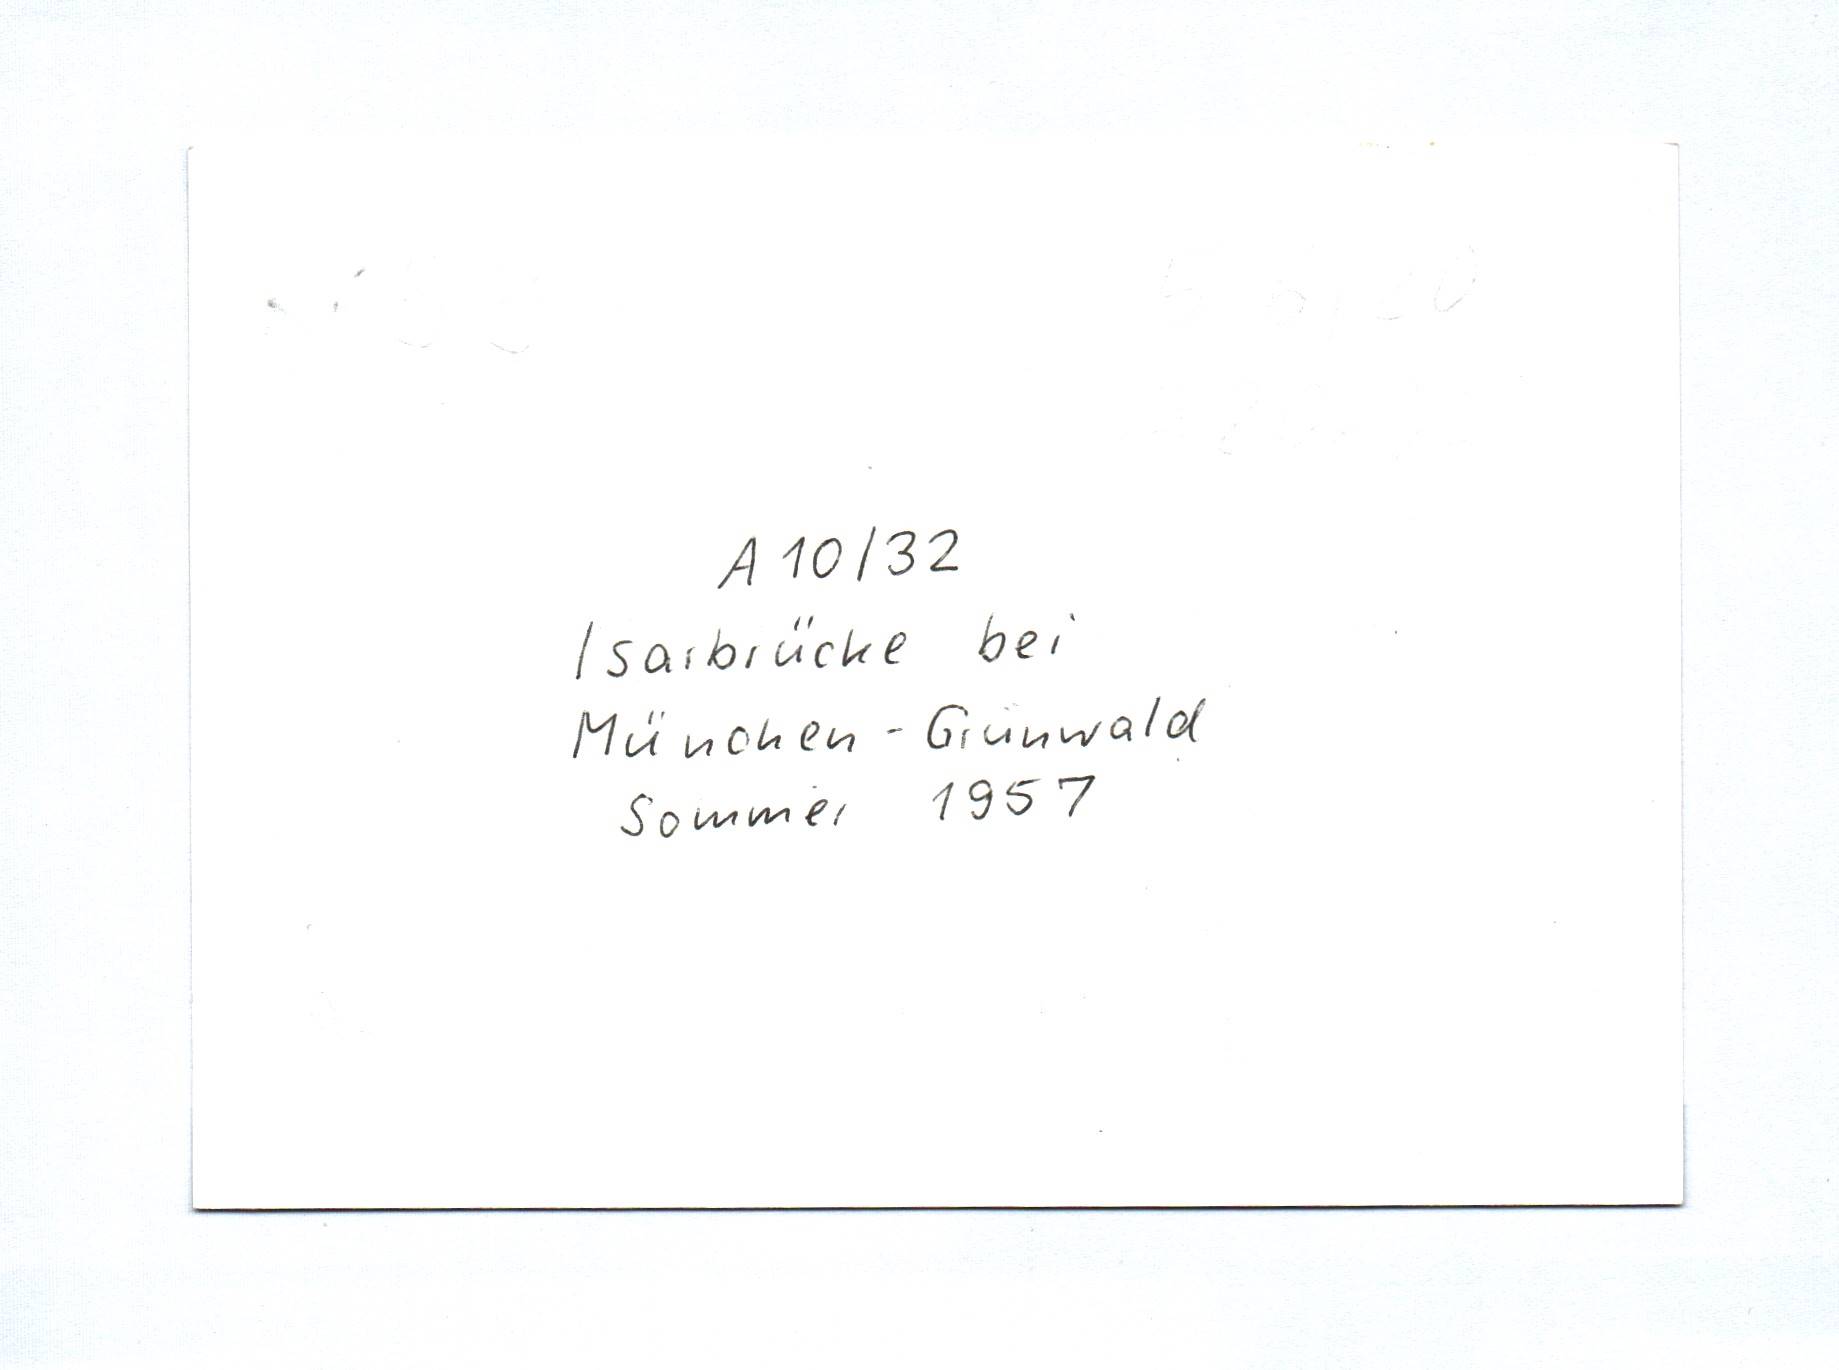 A 10/32
Isarbrücke bei
München-Grünwald
Sommer 1957